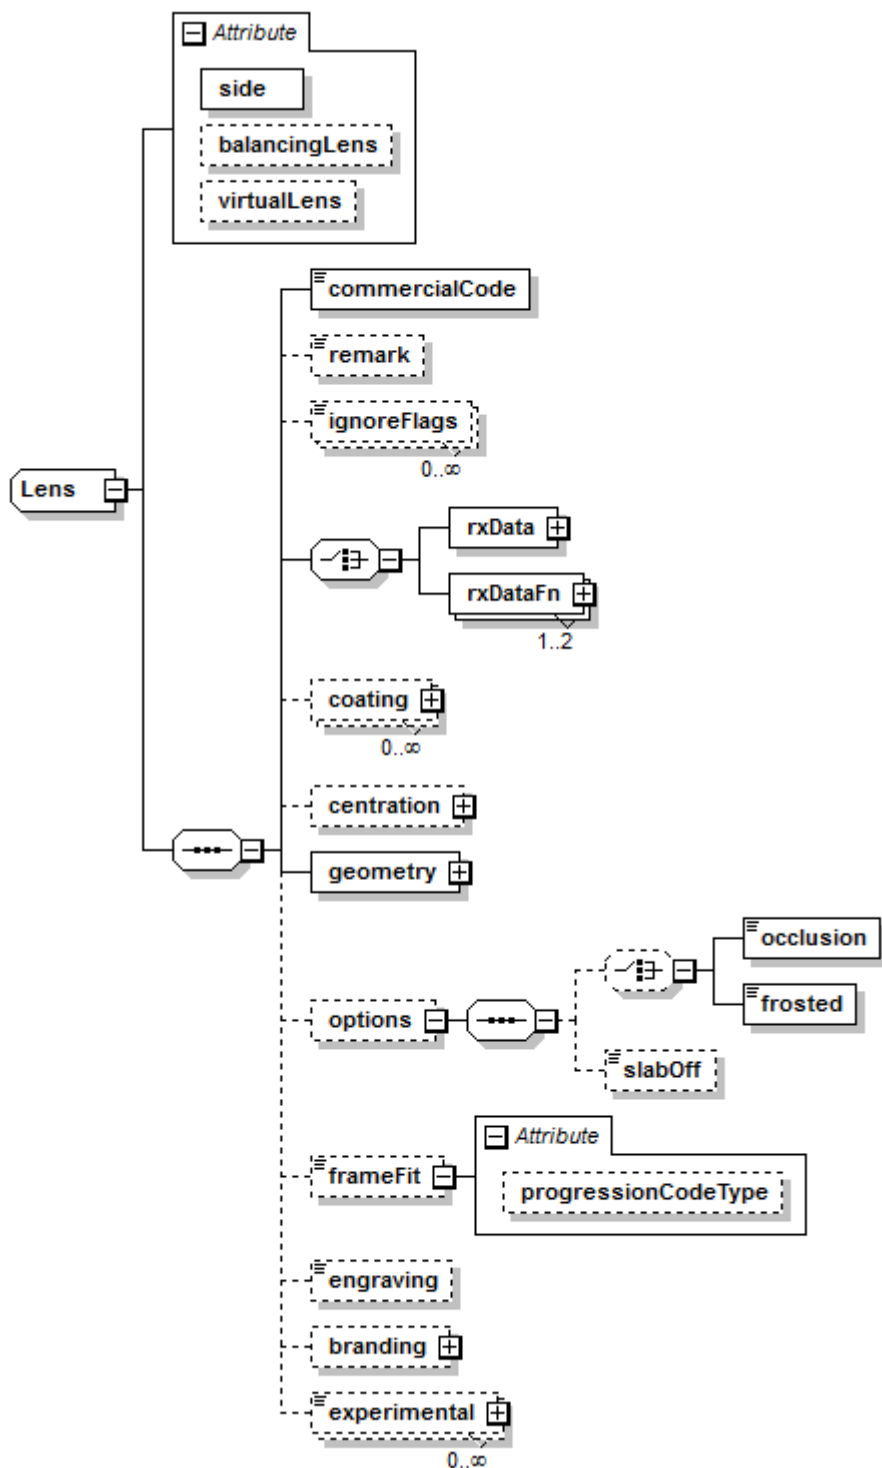 Attribute
side
balancingLens
virtualLens
commercialCode
remark
ignoreFlags
0..∞
Lens
rxData
rxDataFn
1..2
coating
0..∞
centration
geometry
occlusion
frosted
options
slabOff
Attribute
frameFit
progressionCodeType
engraving
branding
experimental
0..∞